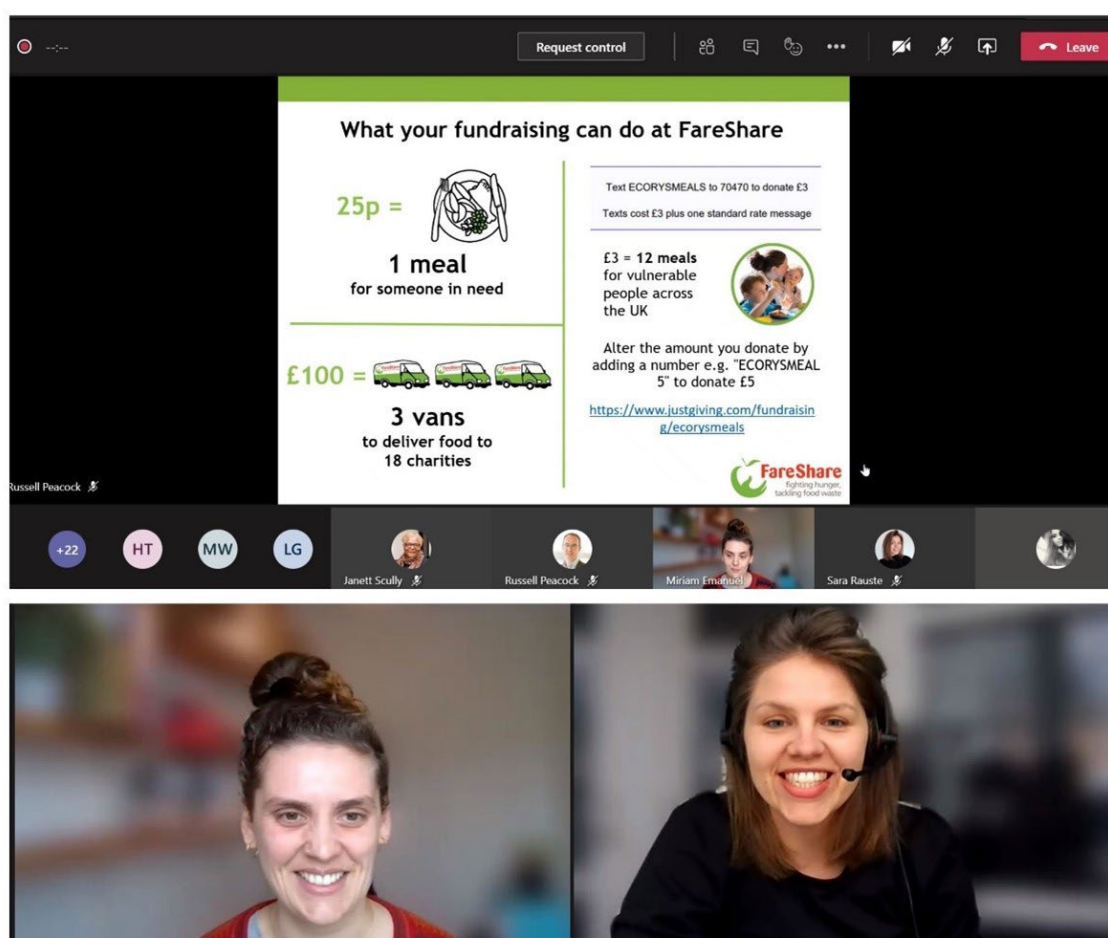 --:--
Request control
Leave
What your fundraising can do at FareShare
25p =
1 meal
for someone in need
£100 =
3 vans
to deliver food to
18 charities
Text ECORYSMEALS to 70470 to donate £3
Texts cost £3 plus one standard rate message
£3 = 12 meals
for vulnerable
people across
the UK
Alter the amount you donate by
adding a number e.g. "ECORYSMEAL
5" to donate £5
https://www.justgiving.com/fundraisin
g/ecorysmeals
FareShare
fighting hunger,
tackling food waste
Russell Peacock
+22
HT
MW
LG
Janett Scully
Russell Peacock
Miriam Emanuel
Sara Rauste